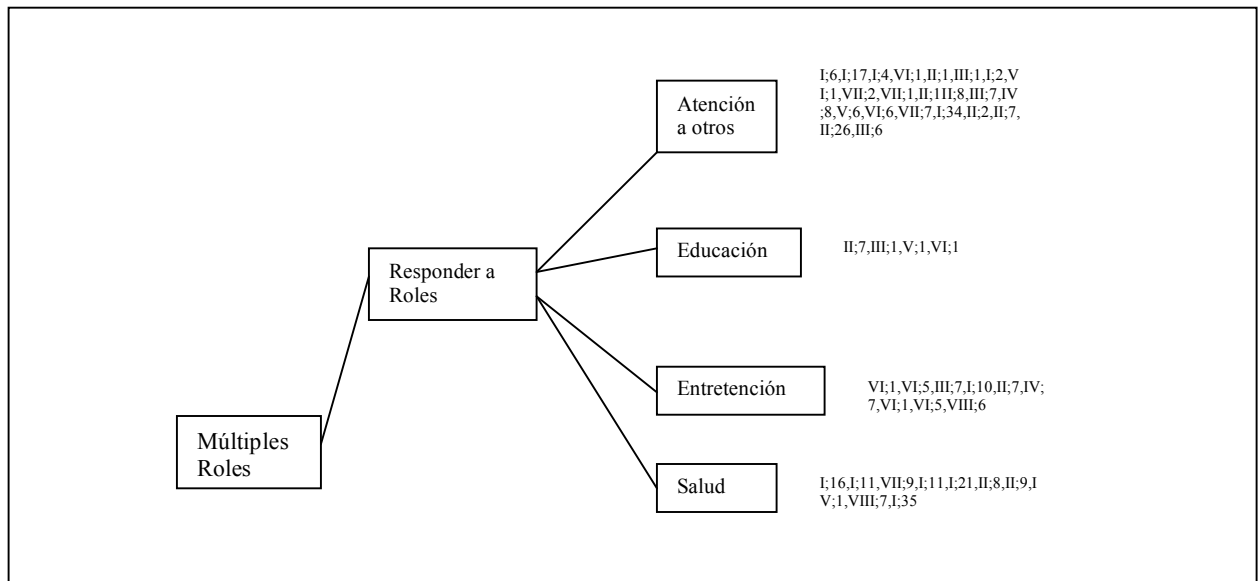 Atención
a otros
I;6,I;17,I;4,VI;1,II;1,III;1,I;2,V
I;1,VII;2,VII;1,II;1II;8,III;7,IV
;8,V;6,VI;6,VII;7,I;34,II;2,II;7,
II;26,III;6
Educación
II;7,III;1,V;1,VI;1
Responder a
Roles
Entretención
VI;1,VI;5,III;7,I;10,II;7,IV;
7,VI;1,VI;5,VIII;6
Múltiples
Roles
Salud
I;16,I;11,VII;9,I;11,I;21,II;8,II;9,I
V;1,VIII;7,I;35